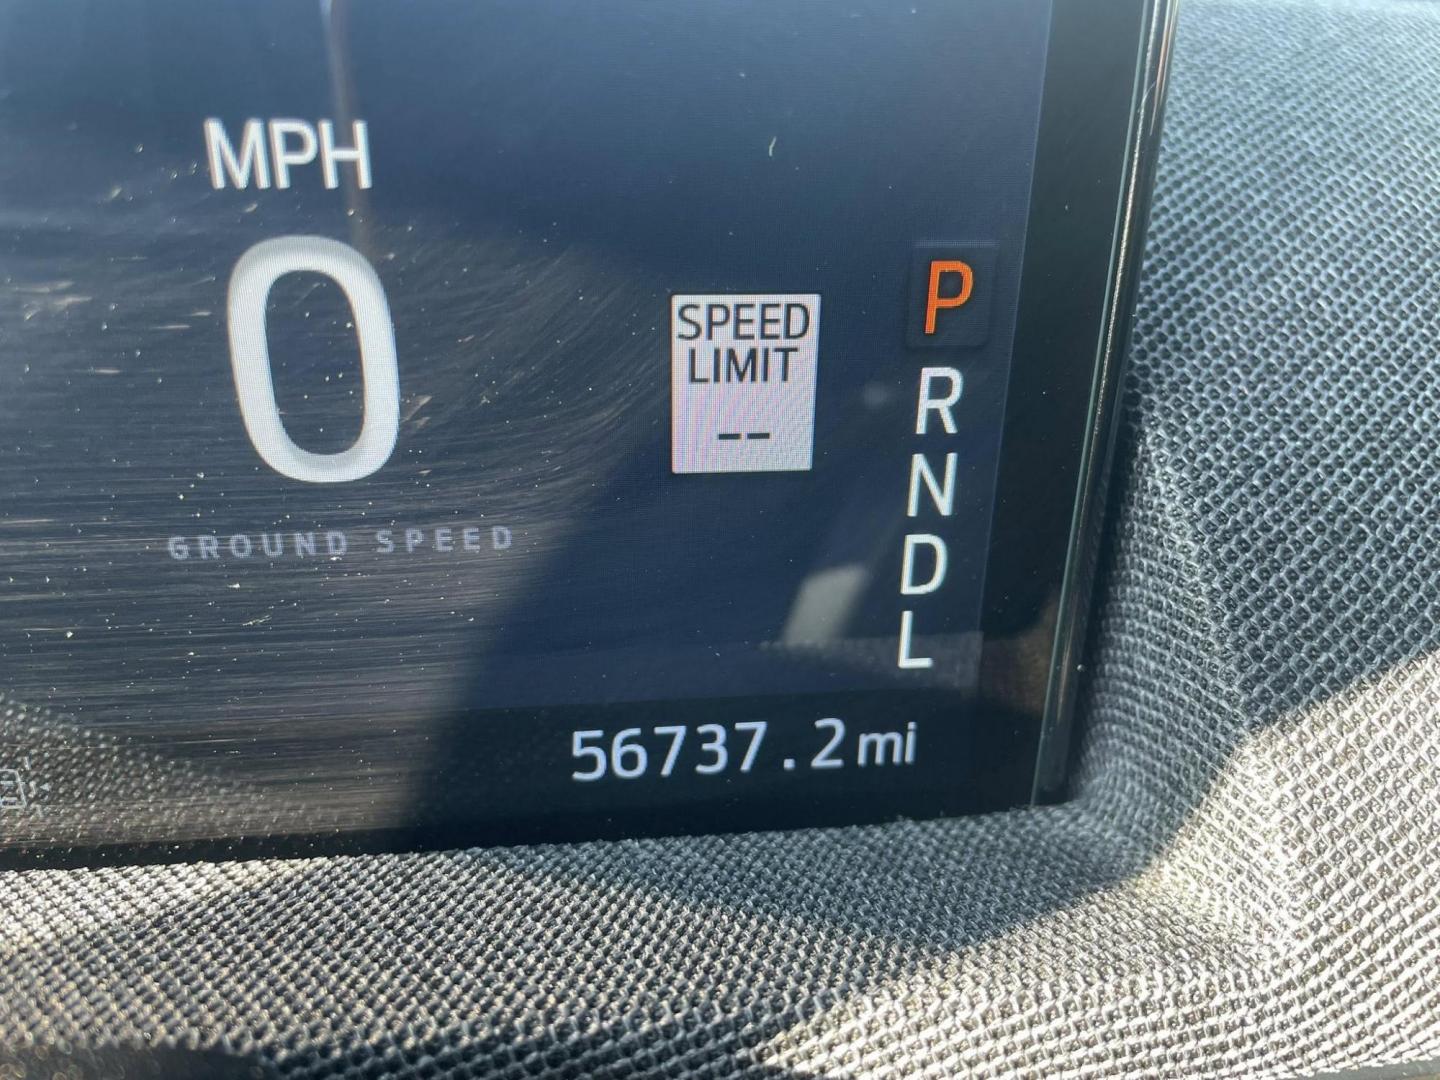 MPH
0
GROUND SPEED
SPEED
LIMIT
--
P
R
N
D
L
56737.2mi